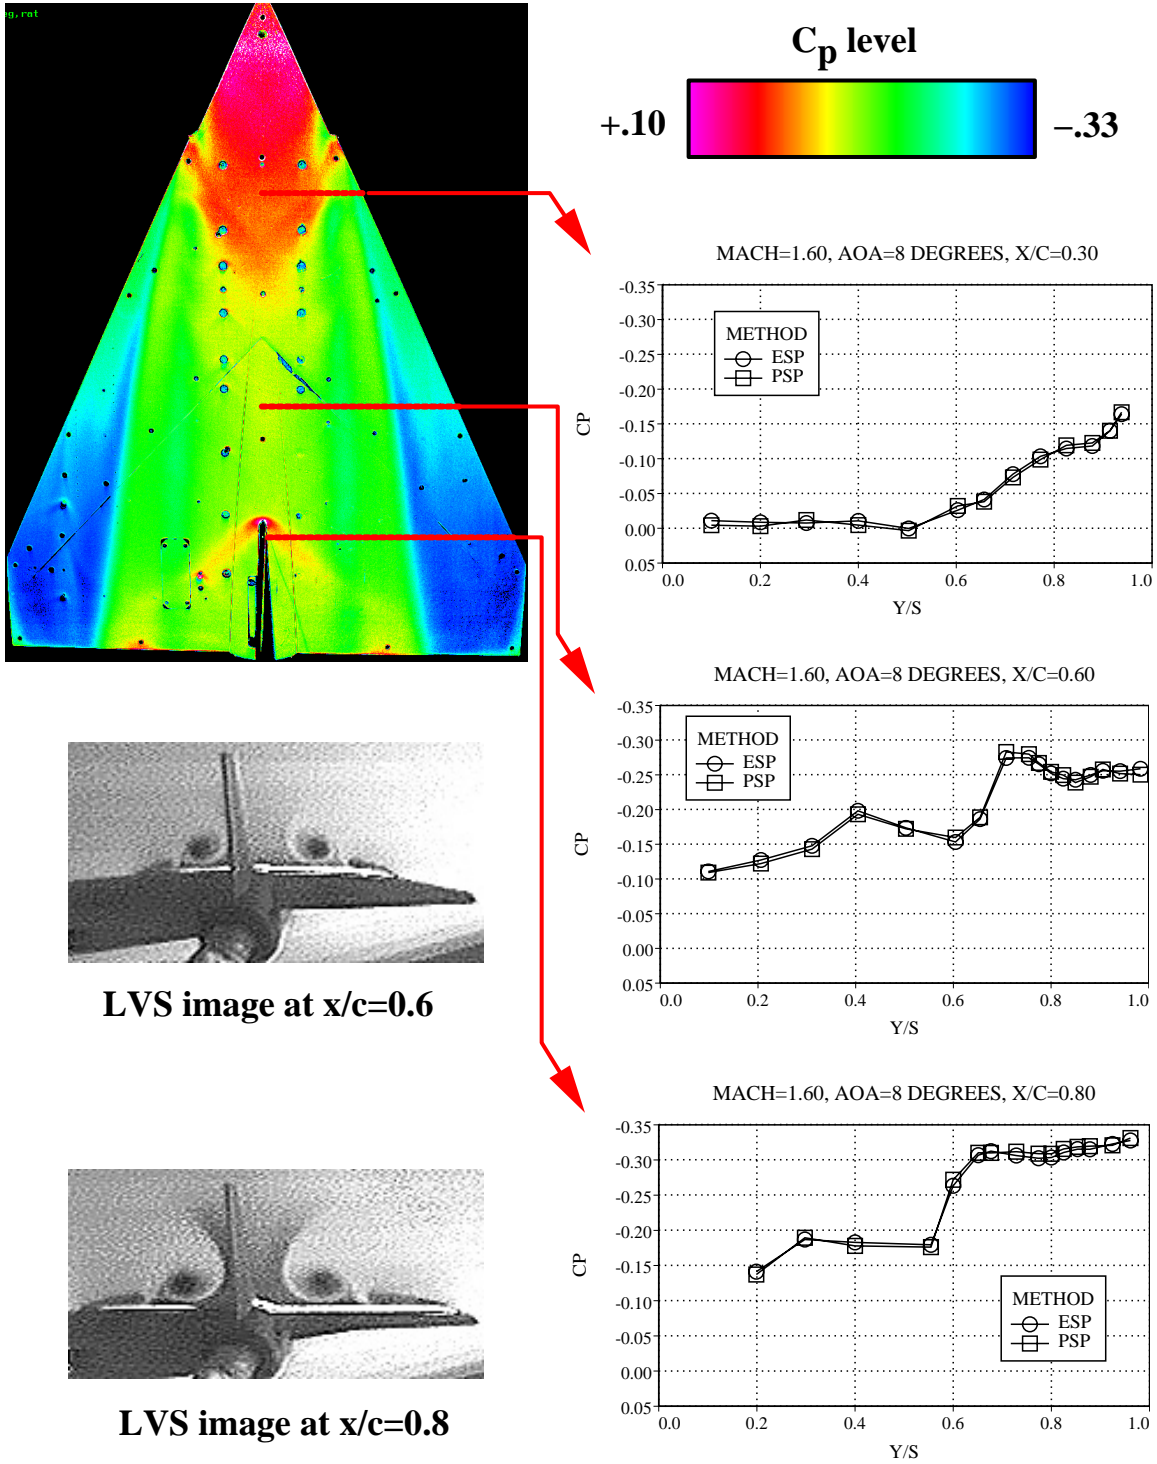 C_p level
+.10
−.33
MACH=1.60, AOA=8 DEGREES, X/C=0.30
-0.35
-0.30
-0.25
-0.20
-0.15
-0.10
-0.05
0.00
0.05
CP
METHOD
ESP
PSP
0.0 0.2 0.4 0.6 0.8 1.0
Y/S
MACH=1.60, AOA=8 DEGREES, X/C=0.60
-0.35
-0.30
-0.25
-0.20
-0.15
-0.10
-0.05
0.00
0.05
CP
METHOD
ESP
PSP
0.0 0.2 0.4 0.6 0.8 1.0
Y/S
LVS image at x/c=0.6
MACH=1.60, AOA=8 DEGREES, X/C=0.80
-0.35
-0.30
-0.25
-0.20
-0.15
-0.10
-0.05
0.00
0.05
CP
METHOD
ESP
PSP
0.0 0.2 0.4 0.6 0.8 1.0
Y/S
LVS image at x/c=0.8